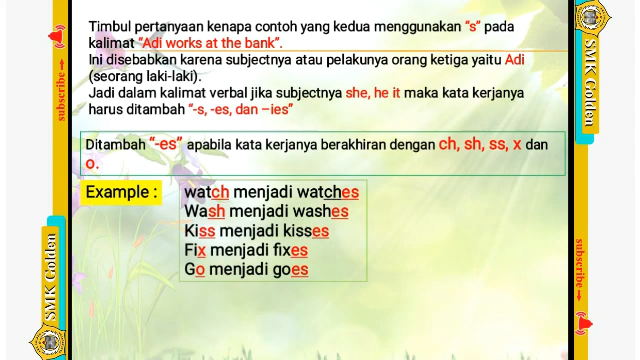 Timbul pertanyaan kenapa contoh yang kedua menggunakan “s” pada
kalimat “Adi works at the bank”.
Ini disebabkan karena subjectnya atau pelakunya orang ketiga yaitu Adi
(seorang laki-laki).
Jadi dalam kalimat verbal jika subjectnya she, he it maka kata kerjanya
harus ditambah “-s, -es, dan –ies”
Ditambah “-es” apabila kata kerjanya berakhiran dengan ch, sh, ss, x dan
o.
Example :
watch menjadi watches
Wash menjadi washes
Kiss menjadi kisses
Fix menjadi fixes
Go menjadi goes
subscribe
SMK Golden
SMK Golden
subscribe